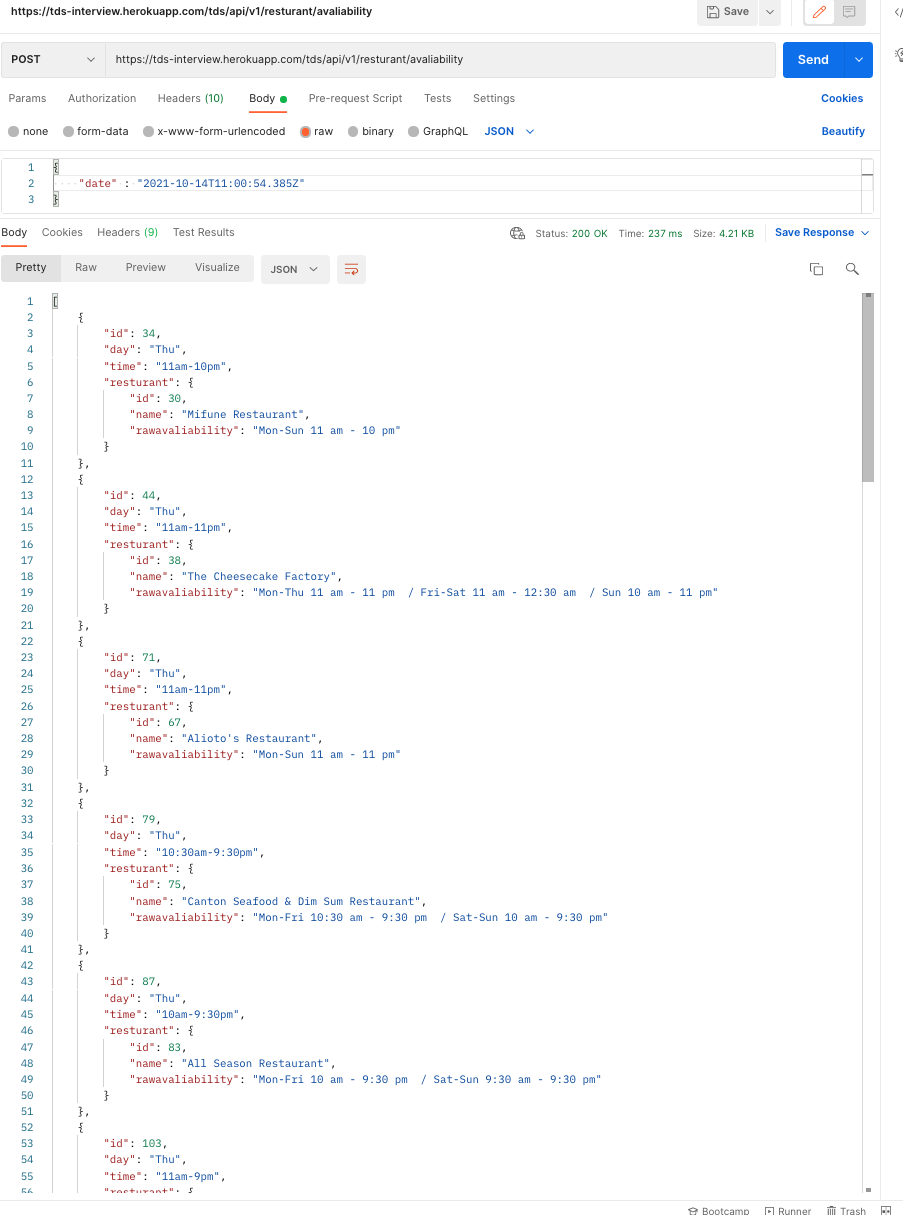 https://tds-interview.herokuapp.com/tds/api/v1/resturant/avaliability
Save
POST
https://tds-interview.herokuapp.com/tds/api/v1/resturant/avaliability
Send
Params Authorization Headers (10) Body Pre-request Script Tests Settings Cookies
none form-data x-www-form-urlencoded raw binary GraphQL JSON Beautify
1 {
2 "date" : "2021-10-14T11:00:54.385Z"
3 }
Body Cookies Headers (9) Test Results Status: 200 OK Time: 237 ms Size: 4.21 KB Save Response
Pretty Raw Preview Visualize JSON
1 [
2 {
3 "id": 34,
4 "day": "Thu",
5 "time": "11am-10pm",
6 "resturant": {
7 "id": 30,
8 "name": "Mifune Restaurant",
9 "rawavaliability": "Mon-Sun 11 am - 10 pm"
10 }
11 },
12 {
13 "id": 44,
14 "day": "Thu",
15 "time": "11am-11pm",
16 "resturant": {
17 "id": 38,
18 "name": "The Cheesecake Factory",
19 "rawavaliability": "Mon-Thu 11 am - 11 pm  / Fri-Sat 11 am - 12:30 am  / Sun 10 am - 11 pm"
20 }
21 },
22 {
23 "id": 71,
24 "day": "Thu",
25 "time": "11am-11pm",
26 "resturant": {
27 "id": 67,
28 "name": "Alioto's Restaurant",
29 "rawavaliability": "Mon-Sun 11 am - 11 pm"
30 }
31 },
32 {
33 "id": 79,
34 "day": "Thu",
35 "time": "10:30am-9:30pm",
36 "resturant": {
37 "id": 75,
38 "name": "Canton Seafood & Dim Sum Restaurant",
39 "rawavaliability": "Mon-Fri 10:30 am - 9:30 pm  / Sat-Sun 10 am - 9:30 pm"
40 }
41 },
42 {
43 "id": 87,
44 "day": "Thu",
45 "time": "10am-9:30pm",
46 "resturant": {
47 "id": 83,
48 "name": "All Season Restaurant",
49 "rawavaliability": "Mon-Fri 10 am - 9:30 pm  / Sat-Sun 9:30 am - 9:30 pm"
50 }
51 },
52 {
53 "id": 103,
54 "day": "Thu",
55 "time": "11am-9pm",
56 "resturant": {
Bootcamp Runner Trash